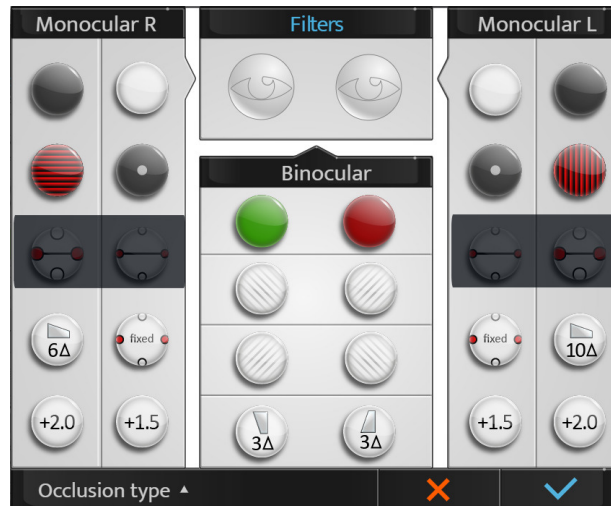 Monocular R
Filters
Monocular L
Binocular
6Δ
fixed
fixed
10Δ
+2.0
+1.5
3Δ
3Δ
+1.5
+2.0
Occlusion type